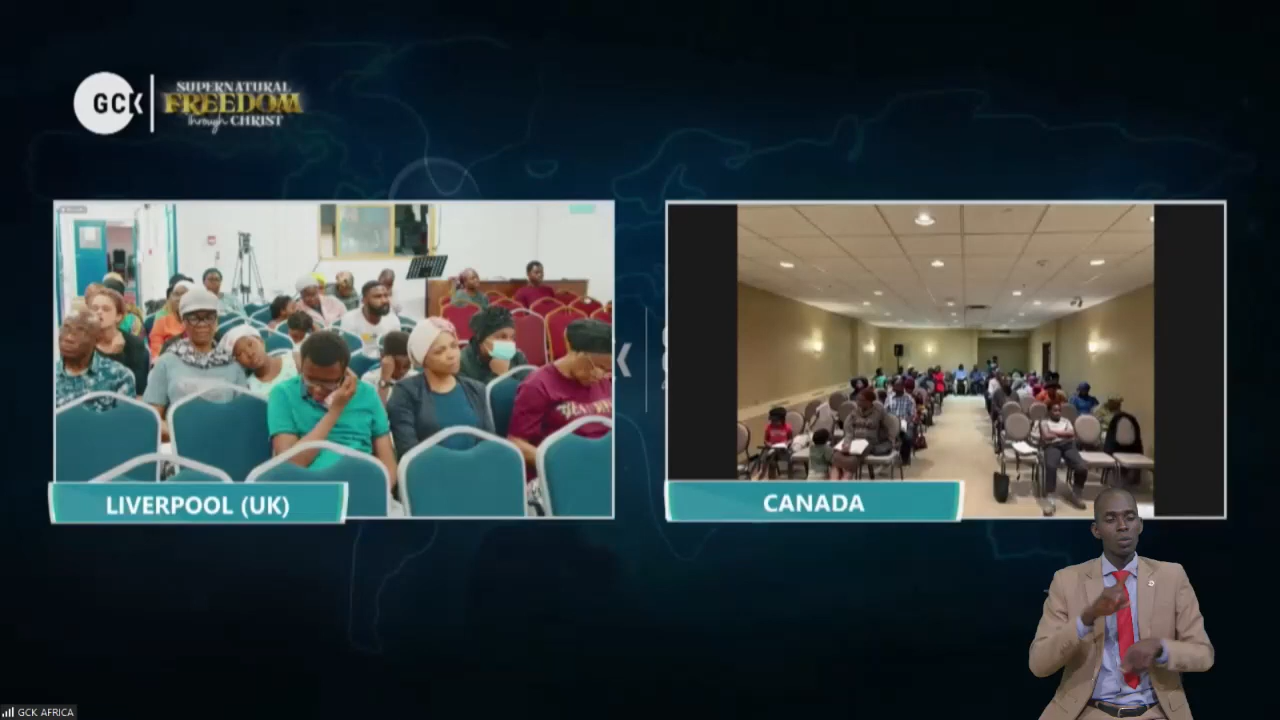 GCK
SUPERNATURAL
FREEDOM
through CHRIST
LIVERPOOL (UK)
CANADA
GCK AFRICA